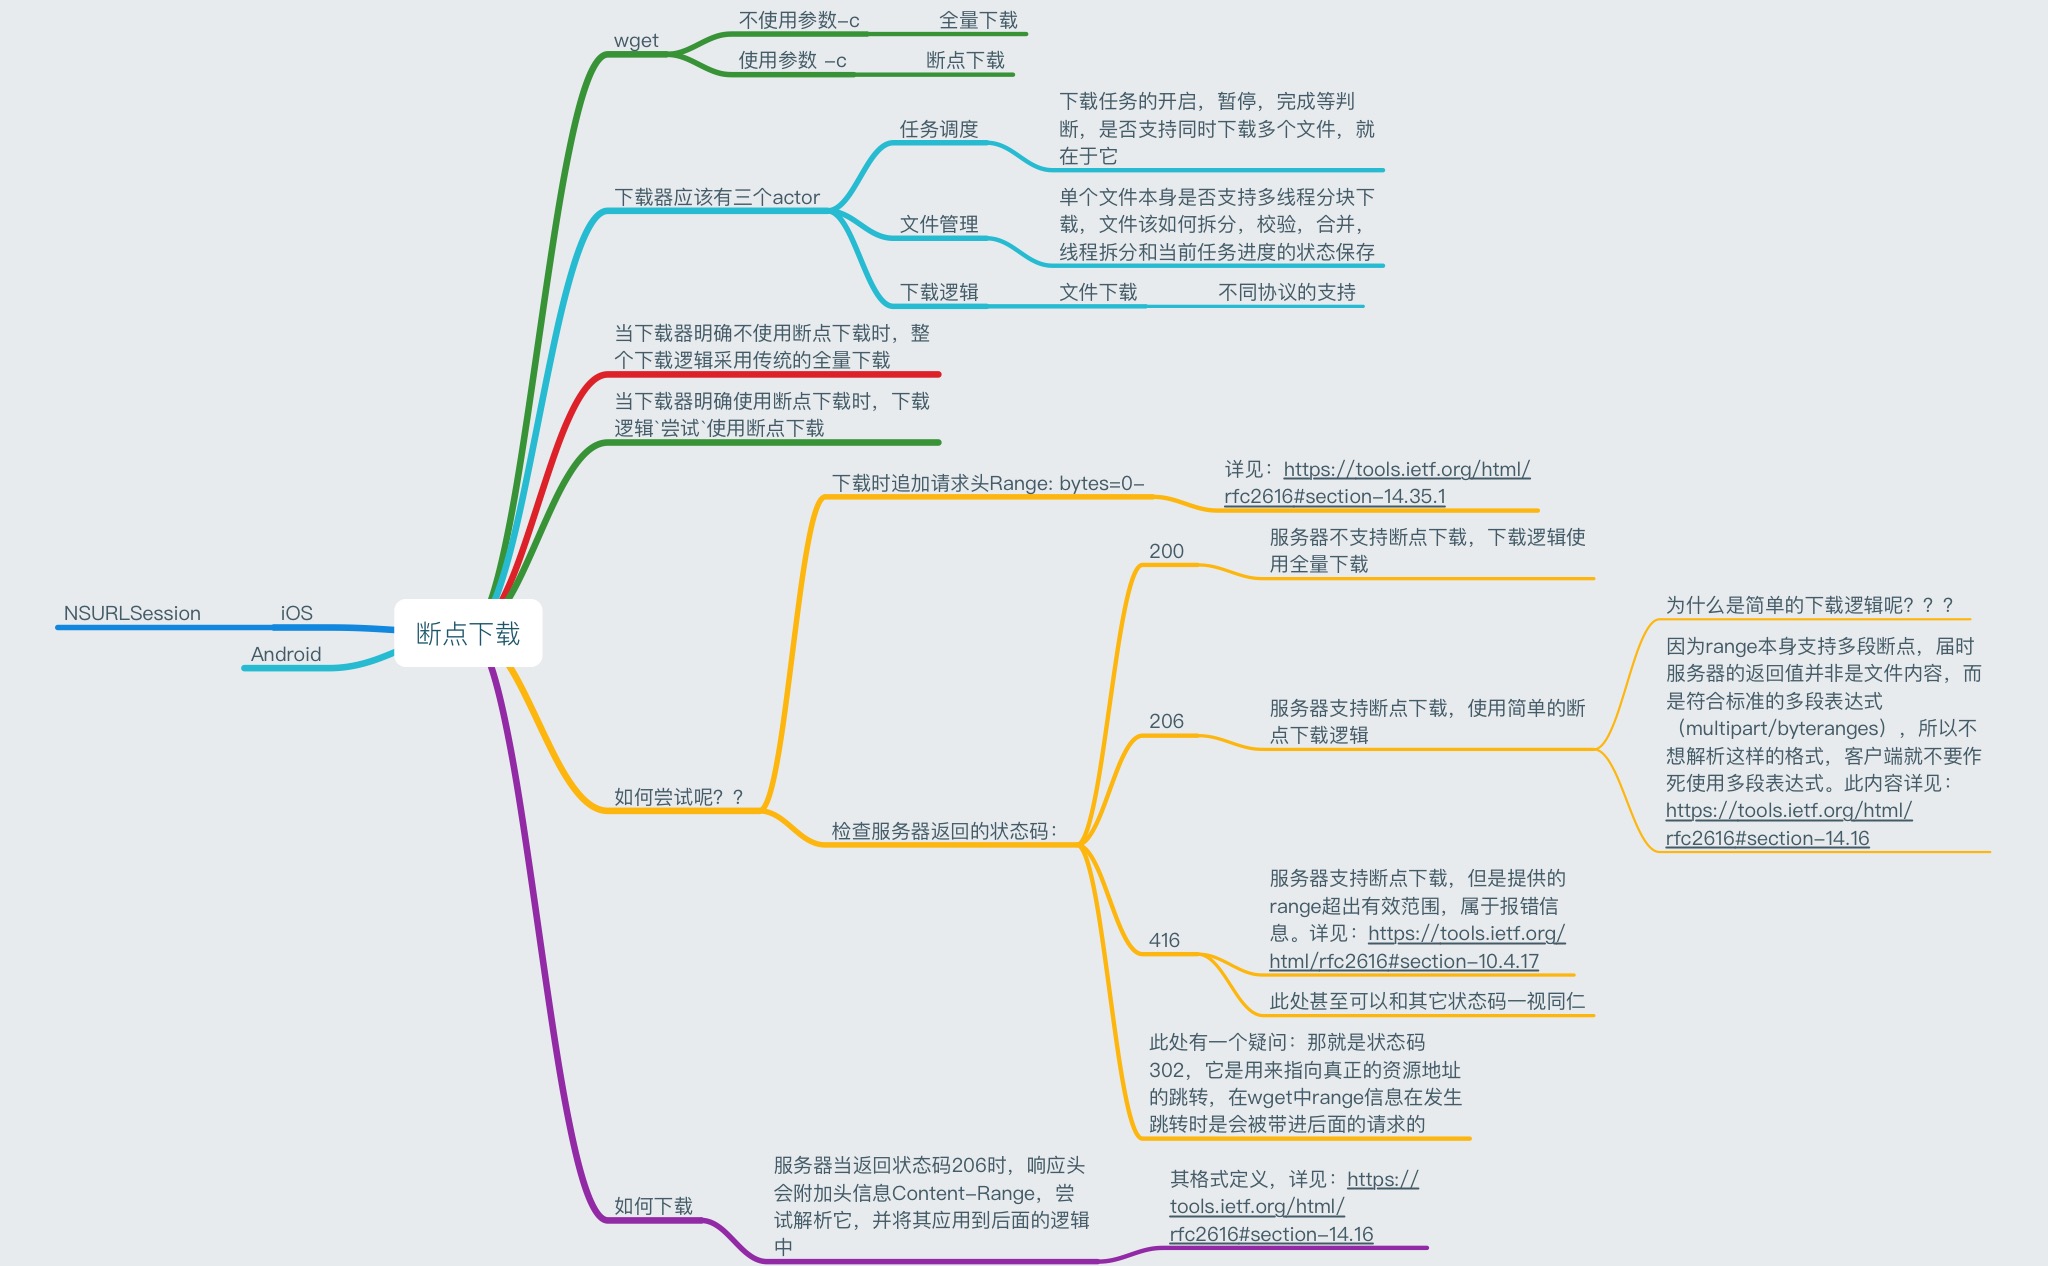 wget
不使用参数-c
全量下载
使用参数 -c
断点下载
下载器应该有三个actor
任务调度
下载任务的开启，暂停，完成等判
断，是否支持同时下载多个文件，就
在于它
文件管理
单个文件本身是否支持多线程分块下
载，文件该如何拆分，校验，合并，
线程拆分和当前任务进度的状态保存
下载逻辑
文件下载
不同协议的支持
当下载器明确不使用断点下载时，整
个下载逻辑采用传统的全量下载
当下载器明确使用断点下载时，下载
逻辑`尝试`使用断点下载
NSURLSession
iOS
Android
断点下载
如何尝试呢？？
下载时追加请求头Range: bytes=0-
详见：https://tools.ietf.org/html/
rfc2616#section-14.35.1
检查服务器返回的状态码：
200
服务器不支持断点下载，下载逻辑使
用全量下载
206
服务器支持断点下载，使用简单的断
点下载逻辑
为什么是简单的下载逻辑呢？？？
因为range本身支持多段断点，届时
服务器的返回值并非是文件内容，而
是符合标准的多段表达式
（multipart/byteranges），所以不
想解析这样的格式，客户端就不要作
死使用多段表达式。此内容详见：
https://tools.ietf.org/html/
rfc2616#section-14.16
416
服务器支持断点下载，但是提供的
range超出有效范围，属于报错信
息。详见：https://tools.ietf.org/
html/rfc2616#section-10.4.17
此处甚至可以和其它状态码一视同仁
此处有一个疑问：那就是状态码
302，它是用来指向真正的资源地址
的跳转，在wget中range信息在发生
跳转时是会被带进后面的请求的
如何下载
服务器当返回状态码206时，响应头
会附加头信息Content-Range，尝
试解析它，并将其应用到后面的逻辑
中
其格式定义，详见：https://
tools.ietf.org/html/
rfc2616#section-14.16